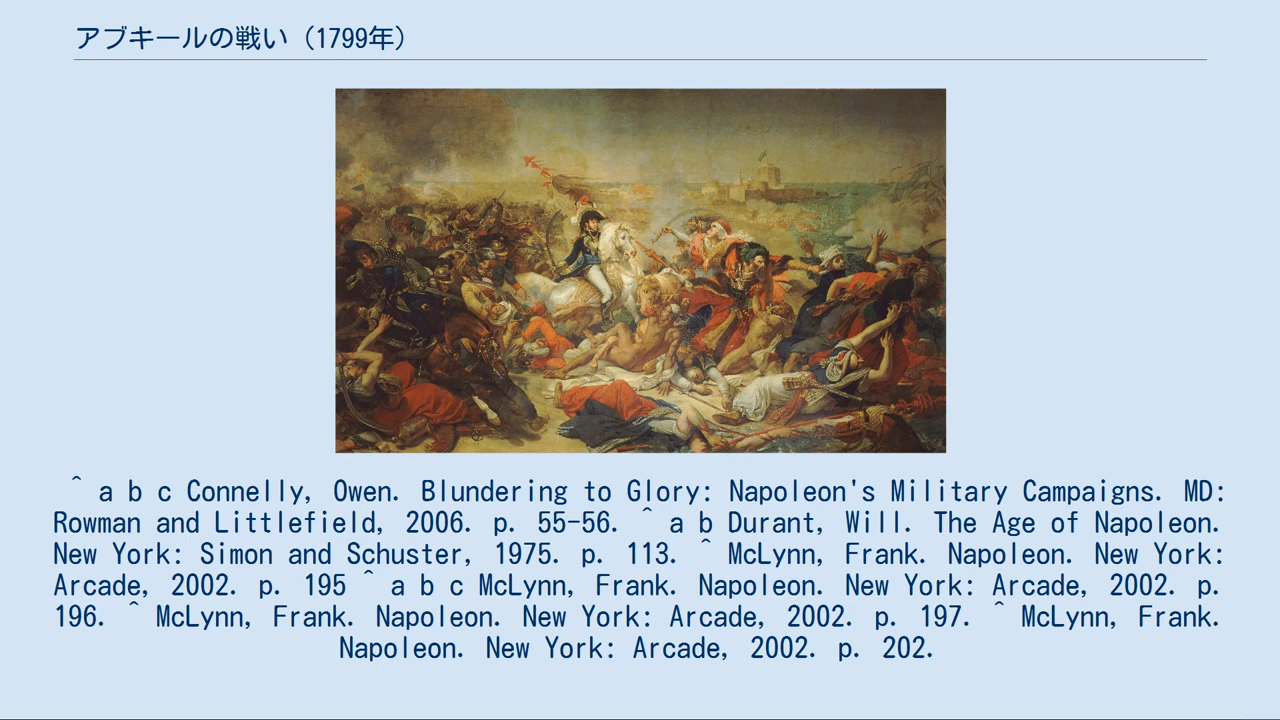 アブキールの戦い（1799年）
^ a b c Connelly, Owen. Blundering to Glory: Napoleon's Military Campaigns. MD:
Rowman and Littlefield, 2006. p. 55-56. ^ a b Durant, Will. The Age of Napoleon.
New York: Simon and Schuster, 1975. p. 113. ^ McLynn, Frank. Napoleon. New York:
Arcade, 2002. p. 195 ^ a b c McLynn, Frank. Napoleon. New York: Arcade, 2002. p.
196. ^ McLynn, Frank. Napoleon. New York: Arcade, 2002. p. 197. ^ McLynn, Frank.
Napoleon. New York: Arcade, 2002. p. 202.